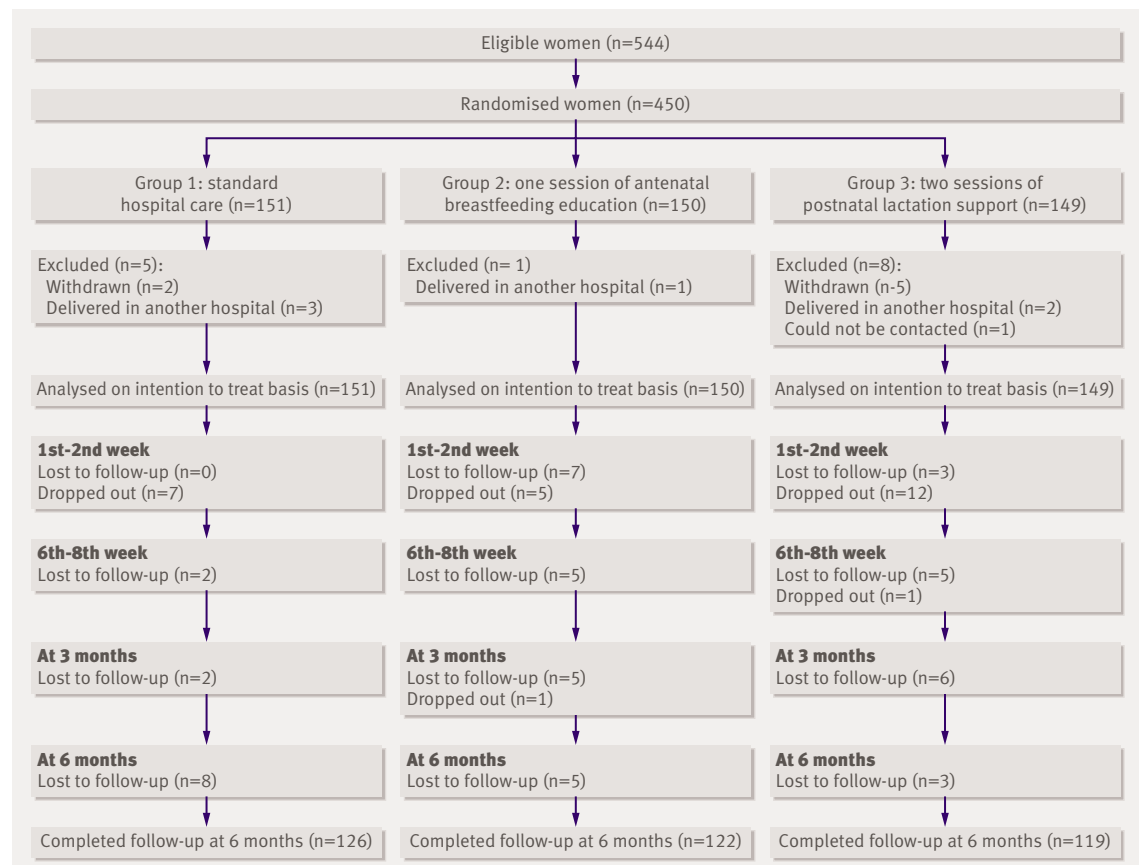 Eligible women (n=544)
Randomised women (n=450)
Group 1: standard
hospital care (n=151)
Group 2: one session of antenatal
breastfeeding education (n=150)
Group 3: two sessions of
postnatal lactation support (n=149)
Excluded (n=5):
Withdrawn (n=2)
Delivered in another hospital (n=3)
Excluded (n= 1)
Delivered in another hospital (n=1)
Excluded (n=8):
Withdrawn (n-5)
Delivered in another hospital (n=2)
Could not be contacted (n=1)
Analysed on intention to treat basis (n=151)
Analysed on intention to treat basis (n=150)
Analysed on intention to treat basis (n=149)
1st-2nd week
Lost to follow-up (n=0)
Dropped out (n=7)
1st-2nd week
Lost to follow-up (n=7)
Dropped out (n=5)
1st-2nd week
Lost to follow-up (n=3)
Dropped out (n=12)
6th-8th week
Lost to follow-up (n=2)
6th-8th week
Lost to follow-up (n=5)
6th-8th week
Lost to follow-up (n=5)
Dropped out (n=1)
At 3 months
Lost to follow-up (n=2)
At 3 months
Lost to follow-up (n=5)
Dropped out (n=1)
At 3 months
Lost to follow-up (n=6)
At 6 months
Lost to follow-up (n=8)
At 6 months
Lost to follow-up (n=5)
At 6 months
Lost to follow-up (n=3)
Completed follow-up at 6 months (n=126)
Completed follow-up at 6 months (n=122)
Completed follow-up at 6 months (n=119)